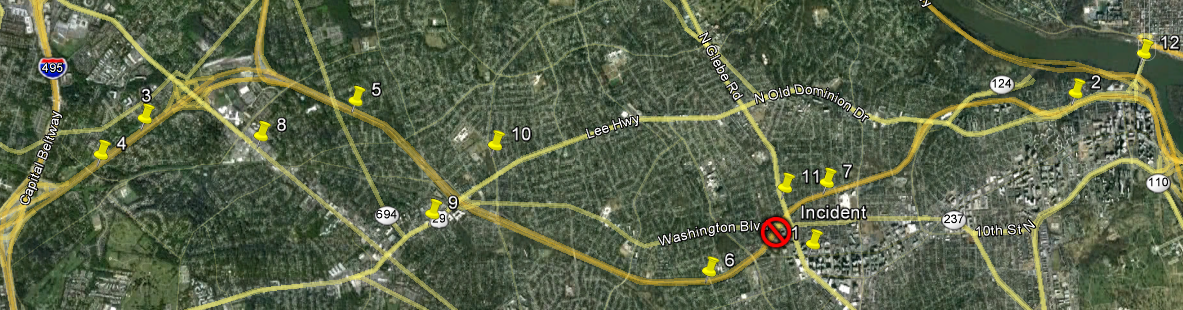 y
12
N Glebe Rd
495
2
124
5
3
N Old Dominion Dr
8
Lee Hwy
10
4
Capital Beltway
11
7
110
9
694
29
Incident
237
Washington Blv
1
10th St N
6